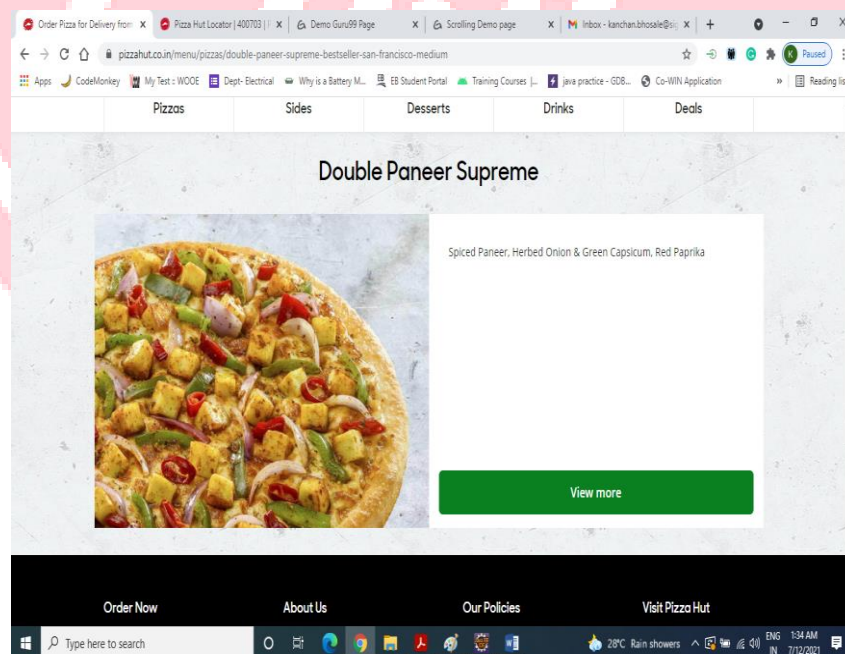 Order Pizza for Delivery from
Pizza Hut Locator | 400703 | P
Demo Guru99 Page
Scrolling Demo page
Inbox - kanchan.bhosale@sig
pizzahut.co.in/menu/pizzas/double-paneer-supreme-bestseller-san-francisco-medium
K Paused
Apps CodeMonkey My Test :: WOOE Dept- Electrical Why is a Battery M... EB Student Portal Training Courses |... java practice - GDB... Co-WIN Application » Reading lis
Pizzas Sides Desserts Drinks Deals
Double Paneer Supreme
Spiced Paneer, Herbed Onion & Green Capsicum, Red Paprika
View more
Order Now About Us Our Policies Visit Pizza Hut
Type here to search
28°C Rain showers
ENG
IN
1:34 AM
7/12/2021